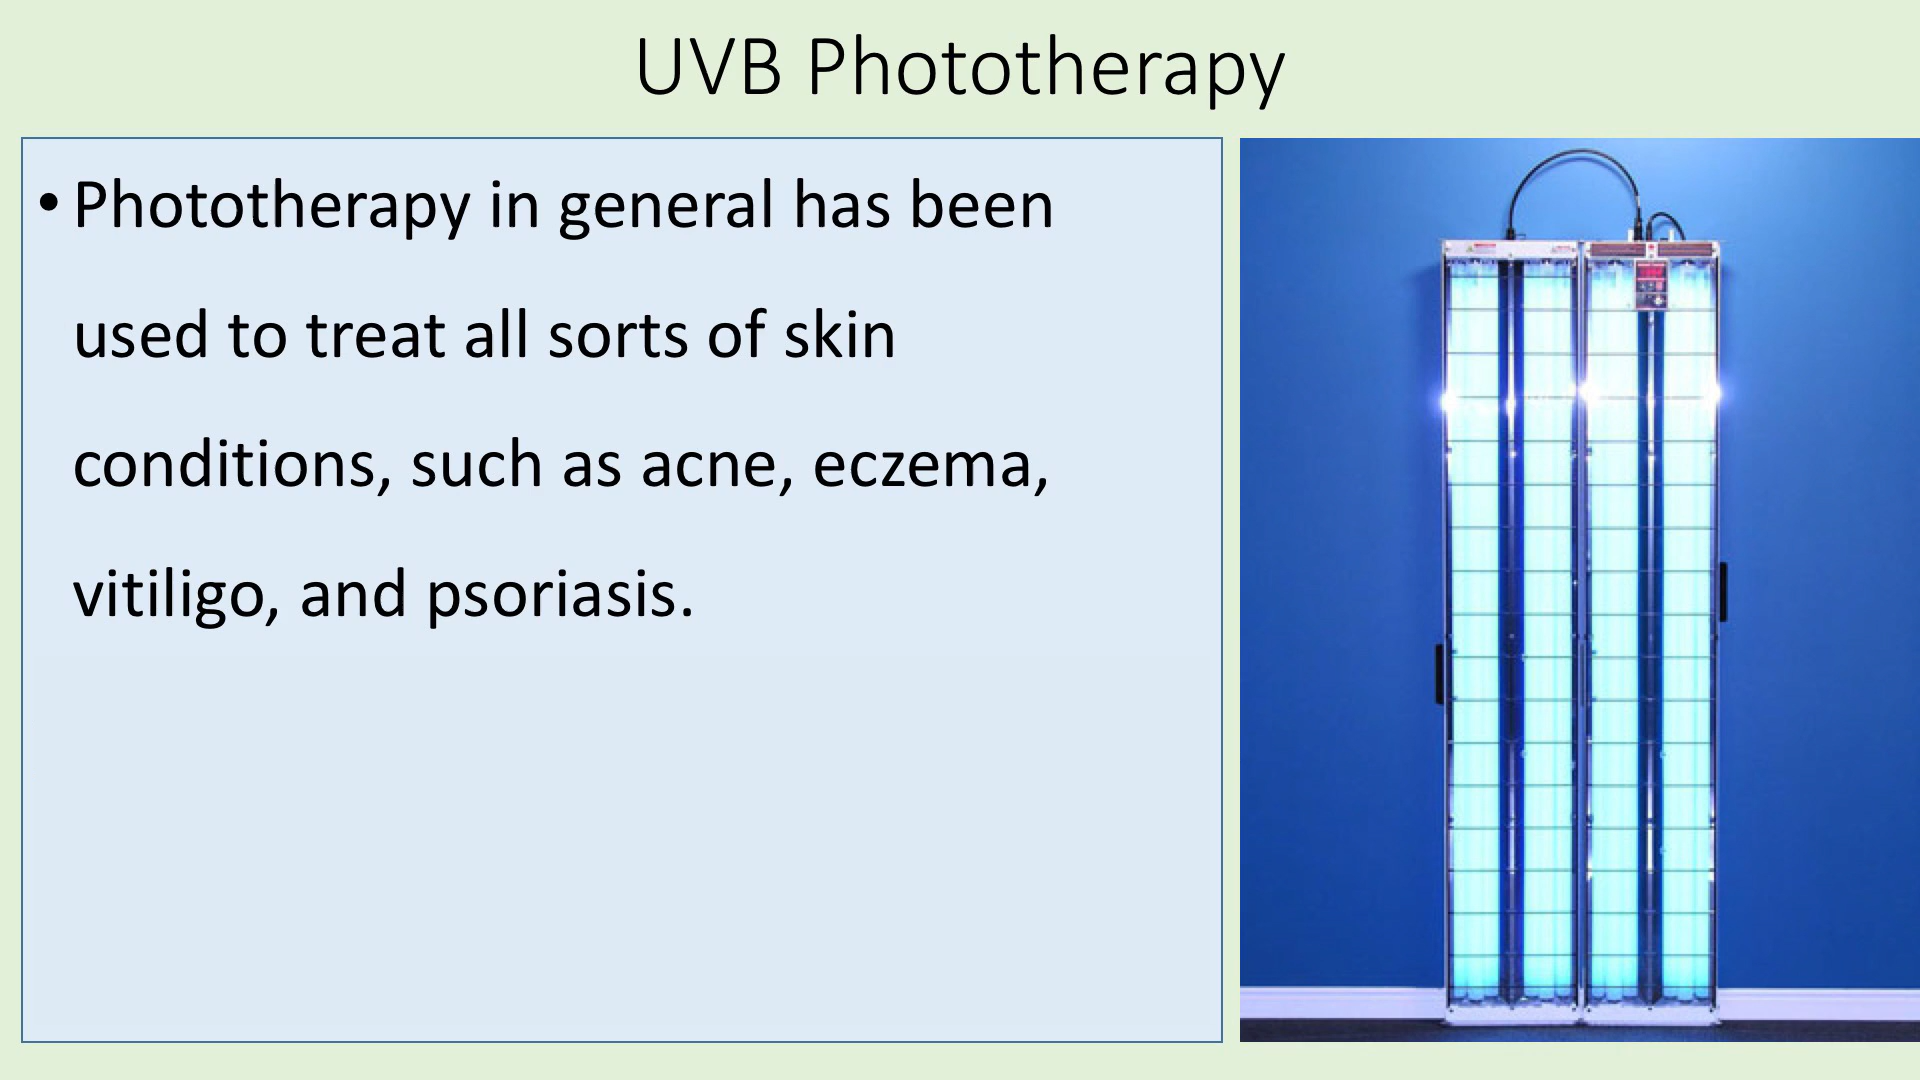 UVB Phototherapy
• Phototherapy in general has been
used to treat all sorts of skin
conditions, such as acne, eczema,
vitiligo, and psoriasis.